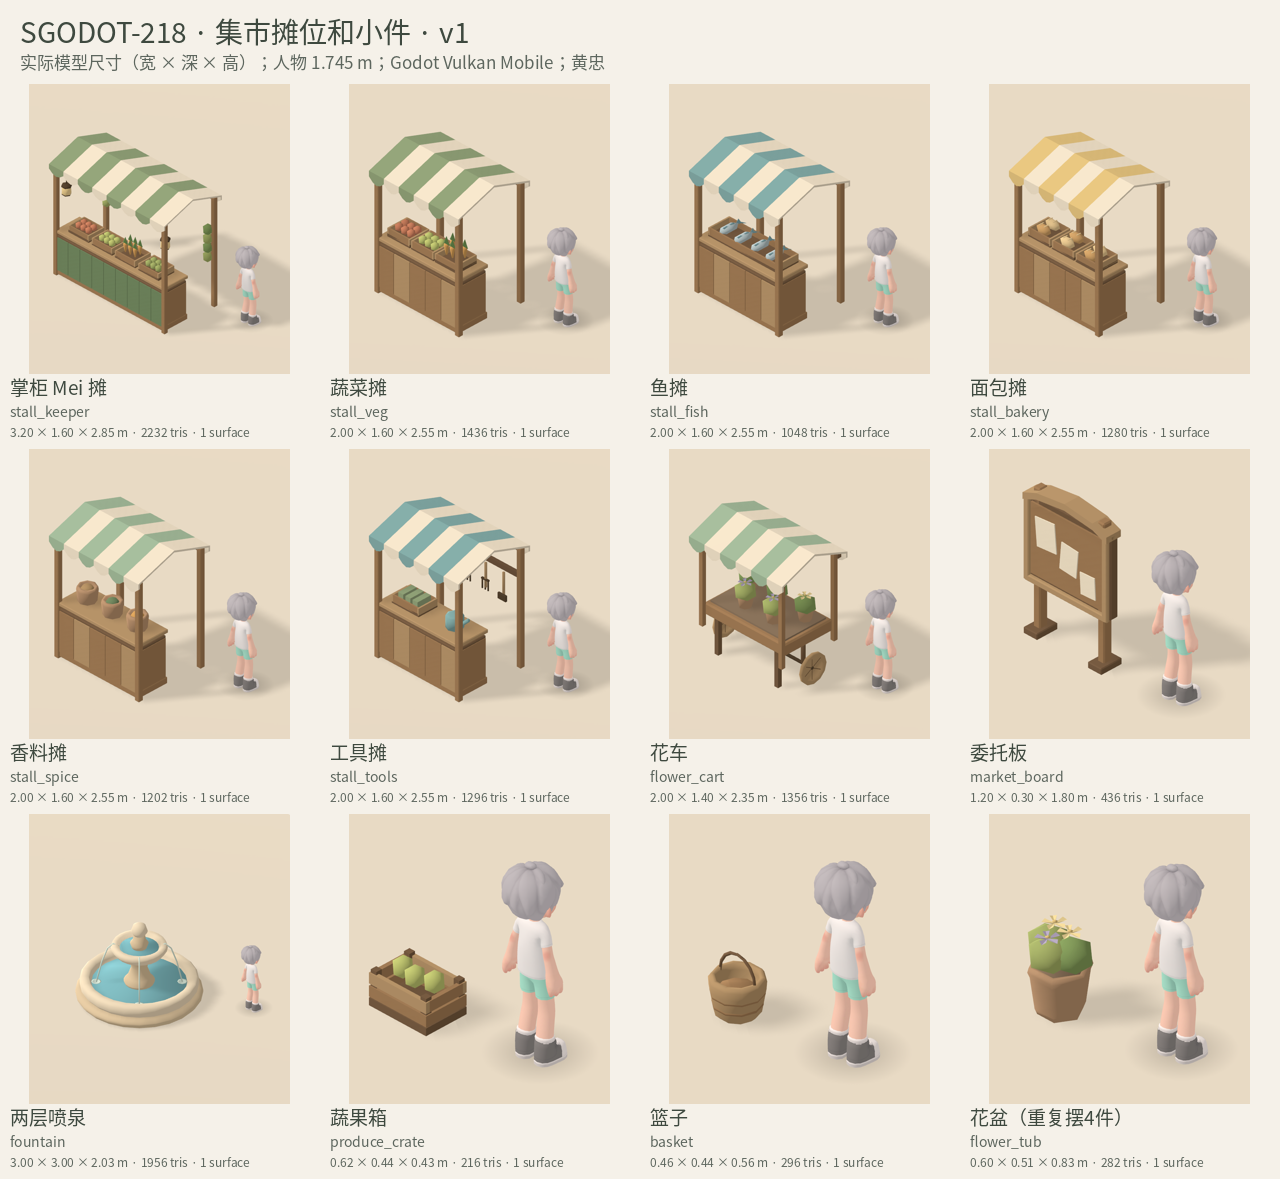 SGODOT-218 · 集市摊位和小件 · v1
实际模型尺寸（宽 × 深 × 高）；人物 1.745 m；Godot Vulkan Mobile；黄忠
掌柜 Mei 摊
stall_keeper
3.20 × 1.60 × 2.85 m · 2232 tris · 1 surface
蔬菜摊
stall_veg
2.00 × 1.60 × 2.55 m · 1436 tris · 1 surface
鱼摊
stall_fish
2.00 × 1.60 × 2.55 m · 1048 tris · 1 surface
面包摊
stall_bakery
2.00 × 1.60 × 2.55 m · 1280 tris · 1 surface
香料摊
stall_spice
2.00 × 1.60 × 2.55 m · 1202 tris · 1 surface
工具摊
stall_tools
2.00 × 1.60 × 2.55 m · 1296 tris · 1 surface
花车
flower_cart
2.00 × 1.40 × 2.35 m · 1356 tris · 1 surface
委托板
market_board
1.20 × 0.30 × 1.80 m · 436 tris · 1 surface
两层喷泉
fountain
3.00 × 3.00 × 2.03 m · 1956 tris · 1 surface
蔬果箱
produce_crate
0.62 × 0.44 × 0.43 m · 216 tris · 1 surface
篮子
basket
0.46 × 0.44 × 0.56 m · 296 tris · 1 surface
花盆（重复摆4件）
flower_tub
0.60 × 0.51 × 0.83 m · 282 tris · 1 surface